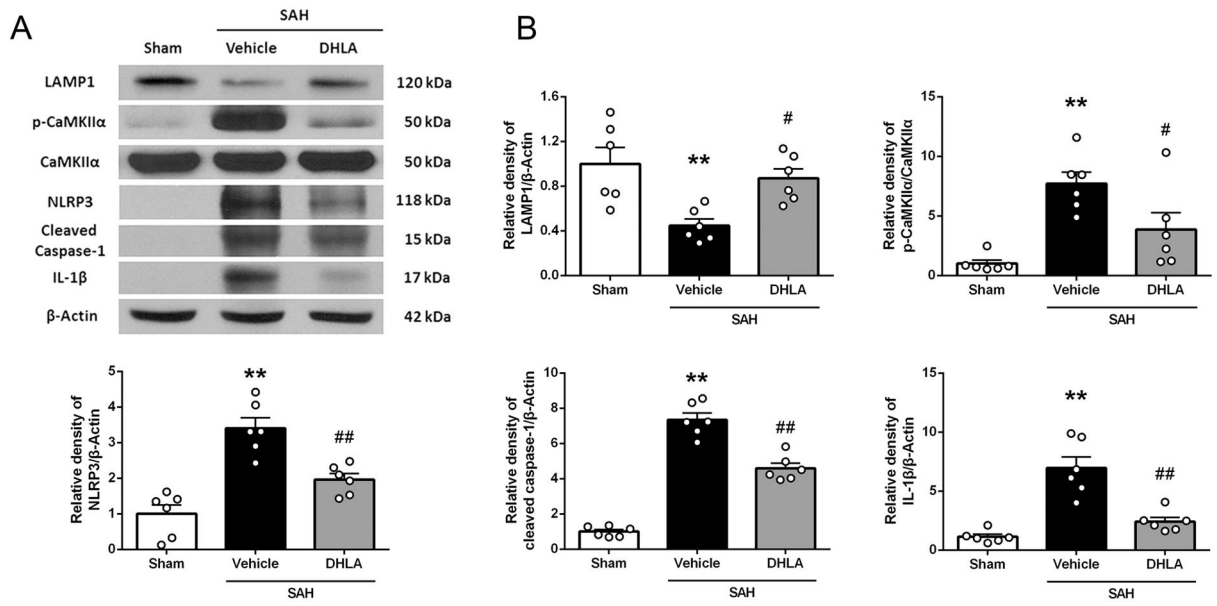 A
SAH
Sham Vehicle DHLA
LAMP1 120 kDa
p-CaMKIIα 50 kDa
CaMKIIα 50 kDa
NLRP3 118 kDa
Cleaved
Caspase-1 15 kDa
IL-1β 17 kDa
β-Actin 42 kDa
B
Relative density of
LAMP1/β-Actin
1.6
1.2
0.8
0.4
0.0
**
#
Sham Vehicle DHLA
SAH
Relative density of
p-CaMKIIα/CaMKIIα
15
10
5
0
**
#
Sham Vehicle DHLA
SAH
Relative density of
NLRP3/β-Actin
5
4
3
2
1
0
**
##
Sham Vehicle DHLA
SAH
Relative density of
cleaved caspase-1/β-Actin
10
8
6
4
2
0
**
##
Sham Vehicle DHLA
SAH
Relative density of
IL-1β/β-Actin
15
10
5
0
**
##
Sham Vehicle DHLA
SAH